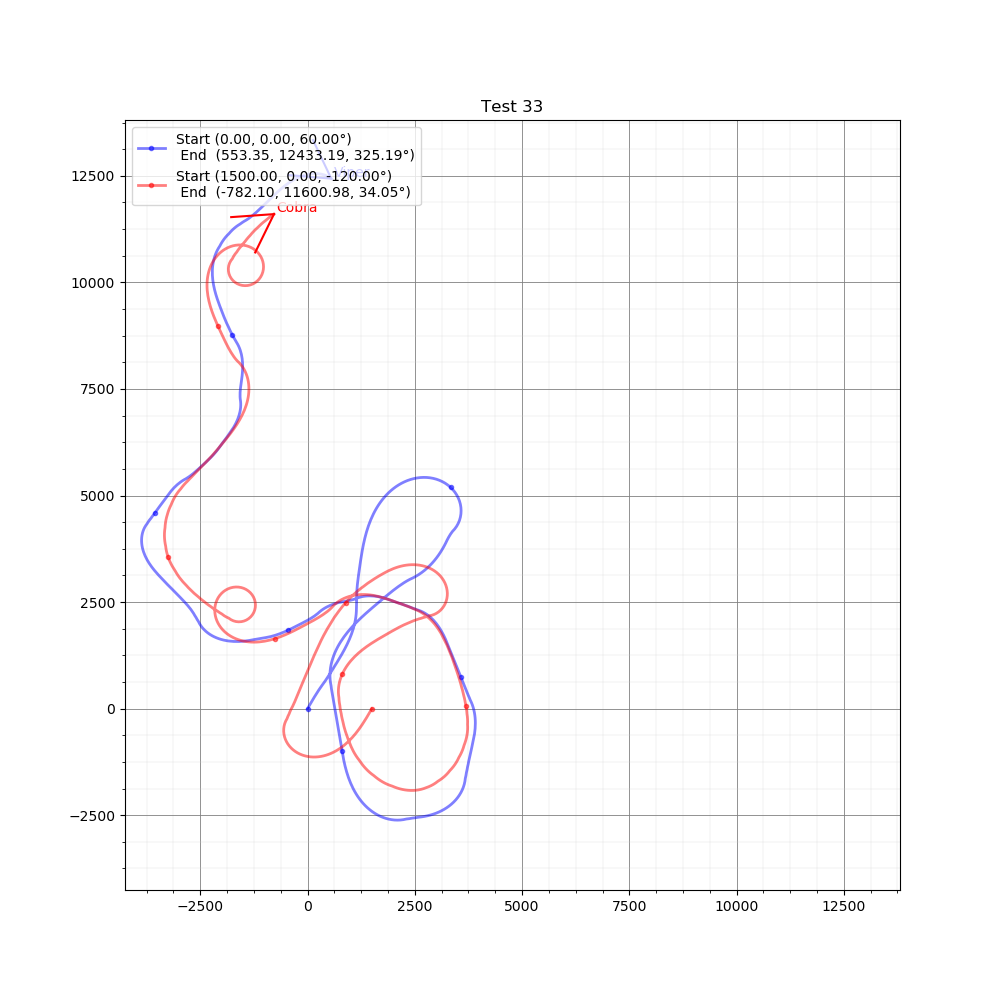 Test 33
Start (0.00, 0.00, 60.00°)
End (553.35, 12433.19, 325.19°)
Start (1500.00, 0.00, -120.00°)
End (-782.10, 11600.98, 34.05°)
Cobra
12500
10000
7500
5000
2500
0
−2500
−2500
0
2500
5000
7500
10000
12500